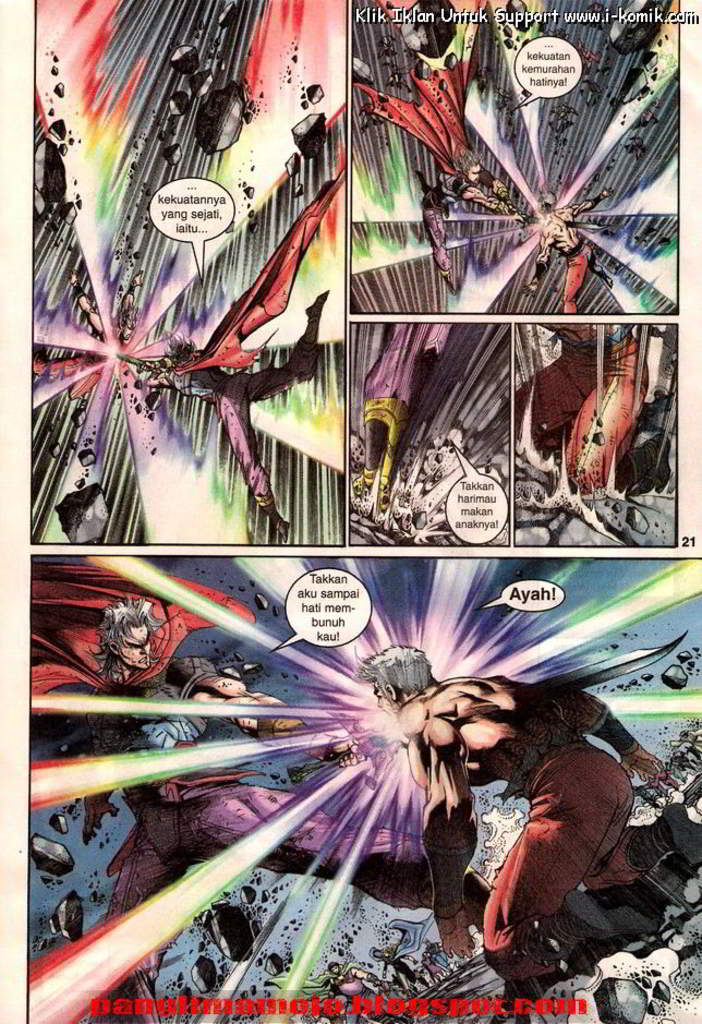 Klik Iklan Untuk Support www.i-komik.com
...
kekuatannya
yang sejati,
iaitu...
...
kekuatan
kemurahan
hatinya!
Takkan
harimau
makan
anaknya!
21
Takkan
aku sampai
hati mem-
bunuh
kau!
Ayah!
panglimamojo.blogspot.com